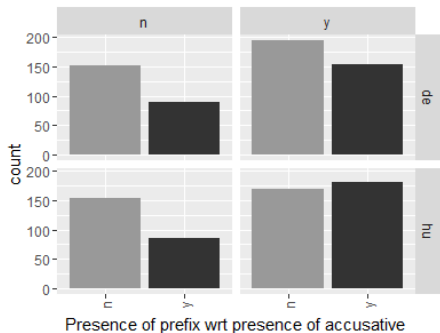 n y
200
150
100
50
0
de
count
200
150
100
50
0
hu
n y n y
Presence of prefix wrt presence of accusative